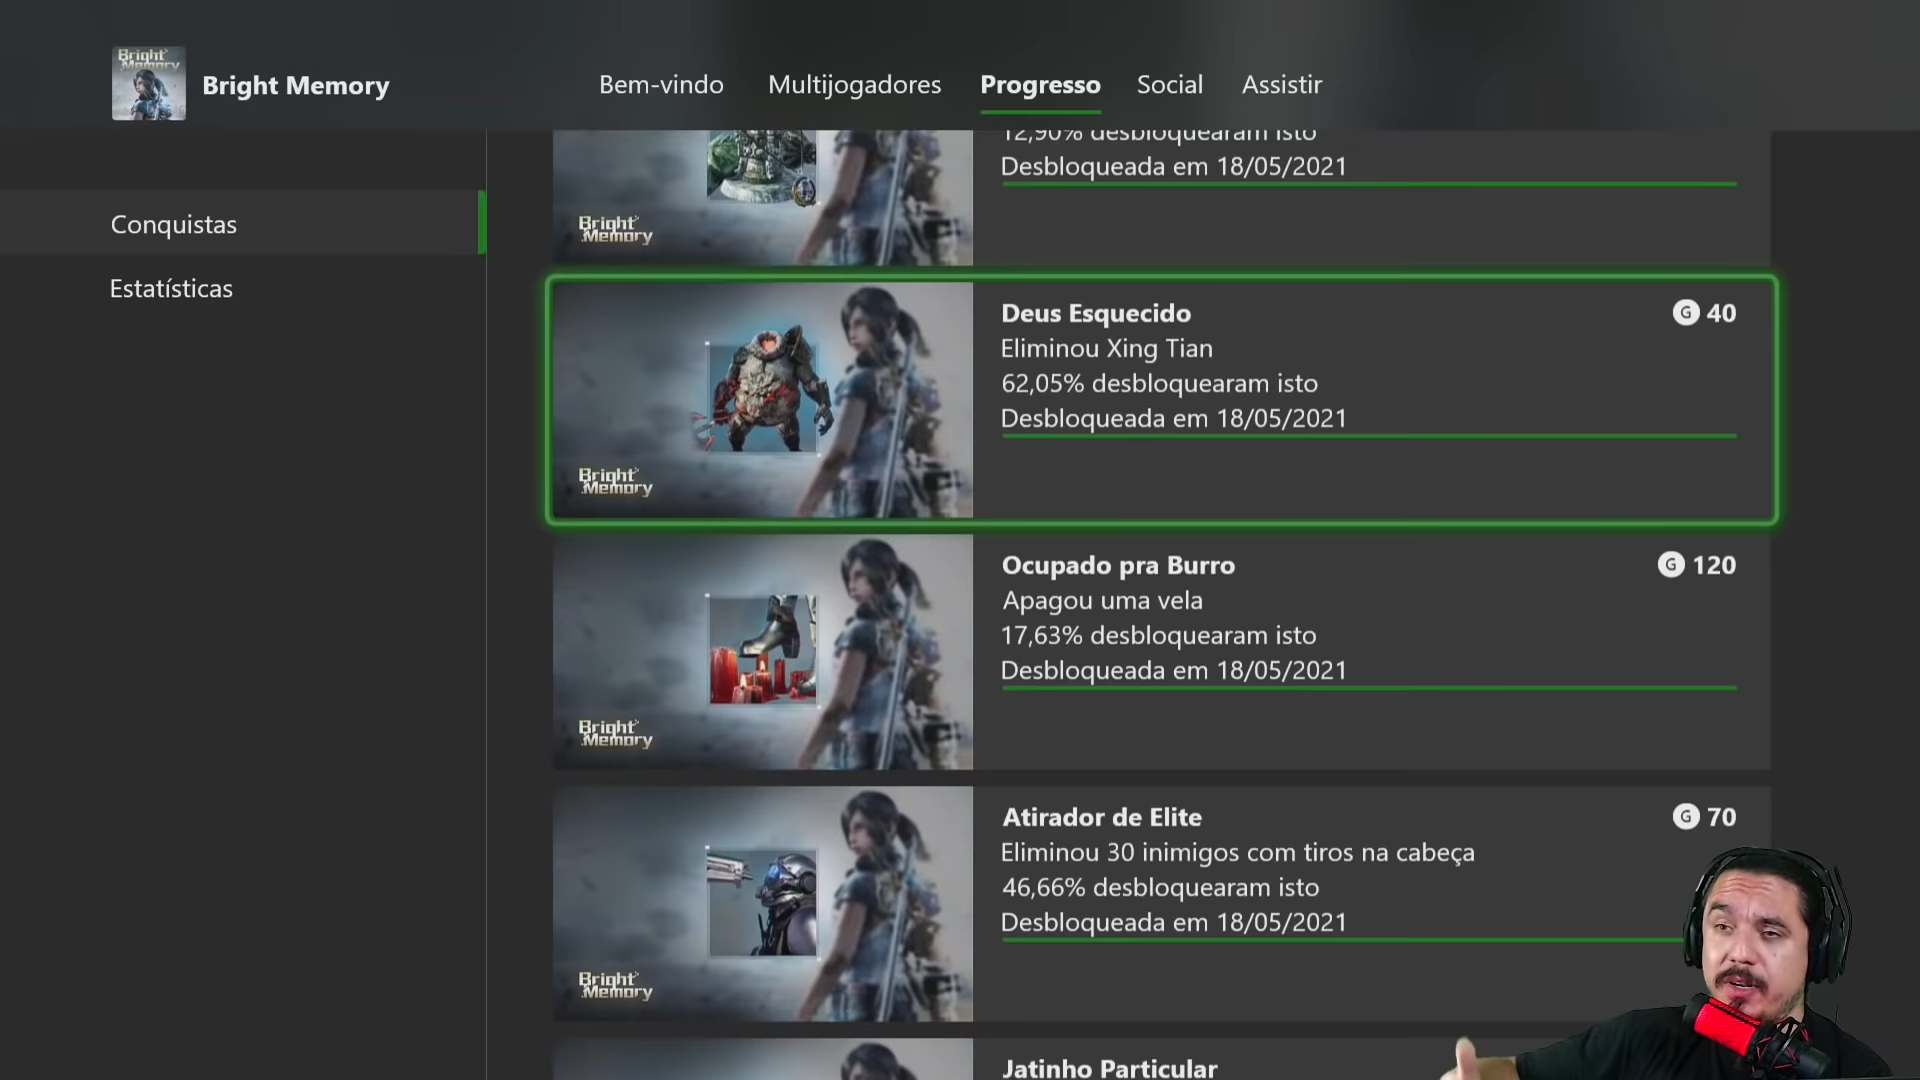 Bright Memory
Bright Memory
Bem-vindo
Multijogadores
Progresso
Social
Assistir
Conquistas
Estatísticas
12,90% desbloquearam isto
Desbloqueada em 18/05/2021
Bright
Memory
Deus Esquecido
G 40
Eliminou Xing Tian
62,05% desbloquearam isto
Desbloqueada em 18/05/2021
Bright
Memory
Ocupado pra Burro
G 120
Apagou uma vela
17,63% desbloquearam isto
Desbloqueada em 18/05/2021
Bright
Memory
Atirador de Elite
G 70
Eliminou 30 inimigos com tiros na cabeça
46,66% desbloquearam isto
Desbloqueada em 18/05/2021
Bright
Memory
Jatinho Particular